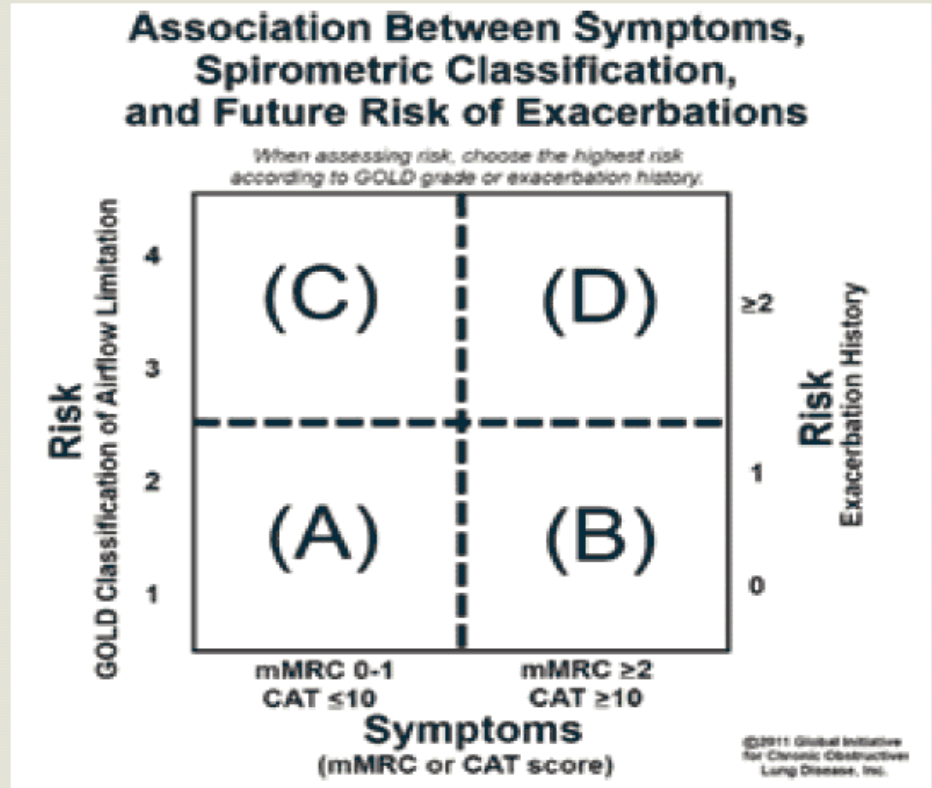 Association Between Symptoms,
Spirometric Classification,
and Future Risk of Exacerbations
When assessing risk, choose the highest risk
according to GOLD grade or exacerbation history.
Risk
GOLD Classification of Airflow Limitation
4
3
2
1
(C)
(D)
(A)
(B)
≥2
1
0
Risk
Exacerbation History
mMRC 0-1
CAT ≤10
mMRC ≥2
CAT ≥10
Symptoms
(mMRC or CAT score)
©2011 Global Initiative
for Chronic Obstructive
Lung Disease, Inc.